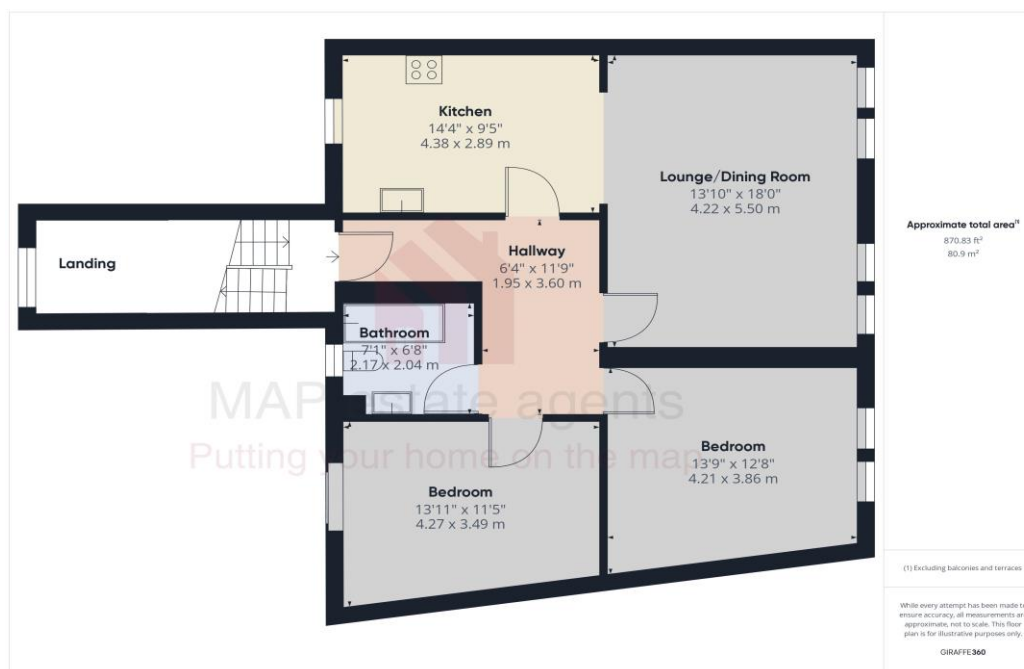 Kitchen
14'4" x 9'5"
4.38 x 2.89 m
Lounge/Dining Room
13'10" x 18'0"
4.22 x 5.50 m
Landing
Hallway
6'4" x 11'9"
1.95 x 3.60 m
Bathroom
7'1" x 6'8"
2.17 x 2.04 m
MAP estate agents
Putting your home on the map
Bedroom
13'11" x 11'5"
4.27 x 3.49 m
Bedroom
13'9" x 12'8"
4.21 x 3.86 m
Approximate total area⁽¹⁾
870.83 ft²
80.9 m²
(1) Excluding balconies and terraces
While every attempt has been made to
ensure accuracy, all measurements are
approximate, not to scale. This floor
plan is for illustrative purposes only.
GIRAFFE360